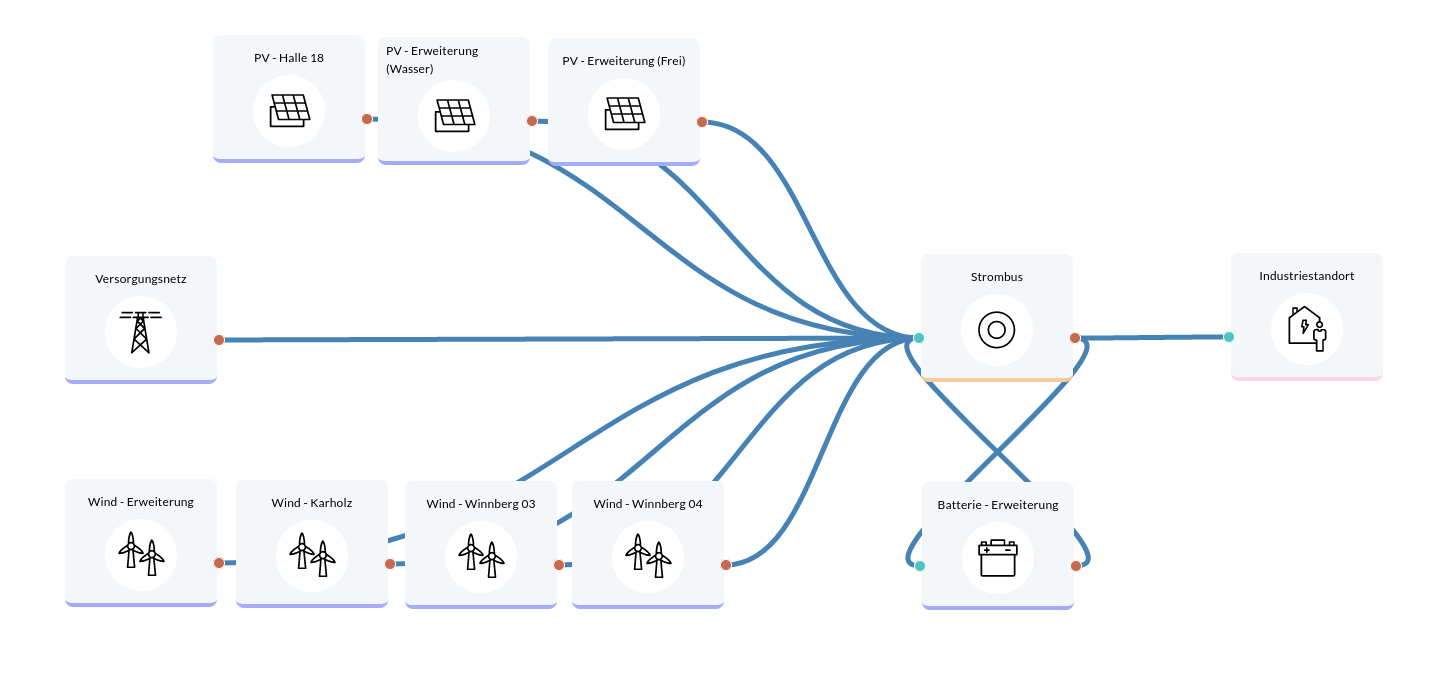 PV - Halle 18
PV - Erweiterung
(Wasser)
PV - Erweiterung (Frei)
Versorgungsnetz
Strombus
Industriestandort
Wind - Erweiterung
Wind - Karholz
Wind - Winnberg 03
Wind - Winnberg 04
Batterie - Erweiterung